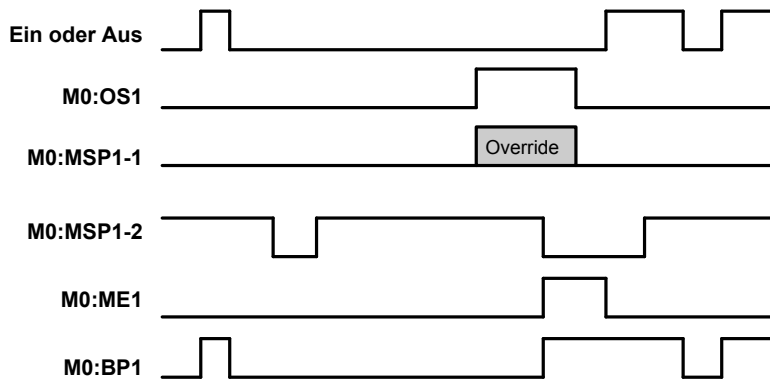 Ein oder Aus
M0:OS1
M0:MSP1-1
Override
M0:MSP1-2
M0:ME1
M0:BP1